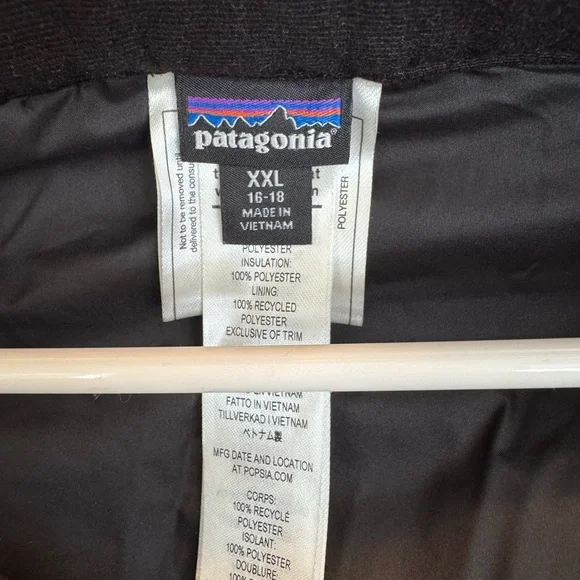 patagonia®
XXL
16-18
MADE IN
VIETNAM
Not to be removed until
delivered to the
POLYESTER
POLYESTER
INSULATION:
100% POLYESTER
LINING:
100% RECYCLED
POLYESTER
EXCLUSIVE OF TRIM
VIETNAM
FATTO IN VIETNAM
TILLVERKAD I VIETNAM
ベトナム製
MFG DATE AND LOCATION
AT PCPSIA.COM
CORPS:
100% RECYCLÉ
POLYESTER
ISOLANT:
100% POLYESTER
DOUBLURE: